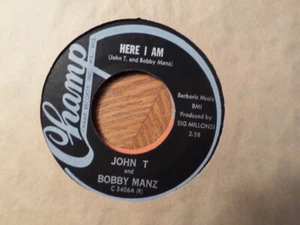 Champ
HERE I AM
(John T. and Bobby Manz)
Barbaris Music
BMI
Produced by
SIG MILLONZI
2:58
JOHN T
and
BOBBY MANZ
C 3406A (R)